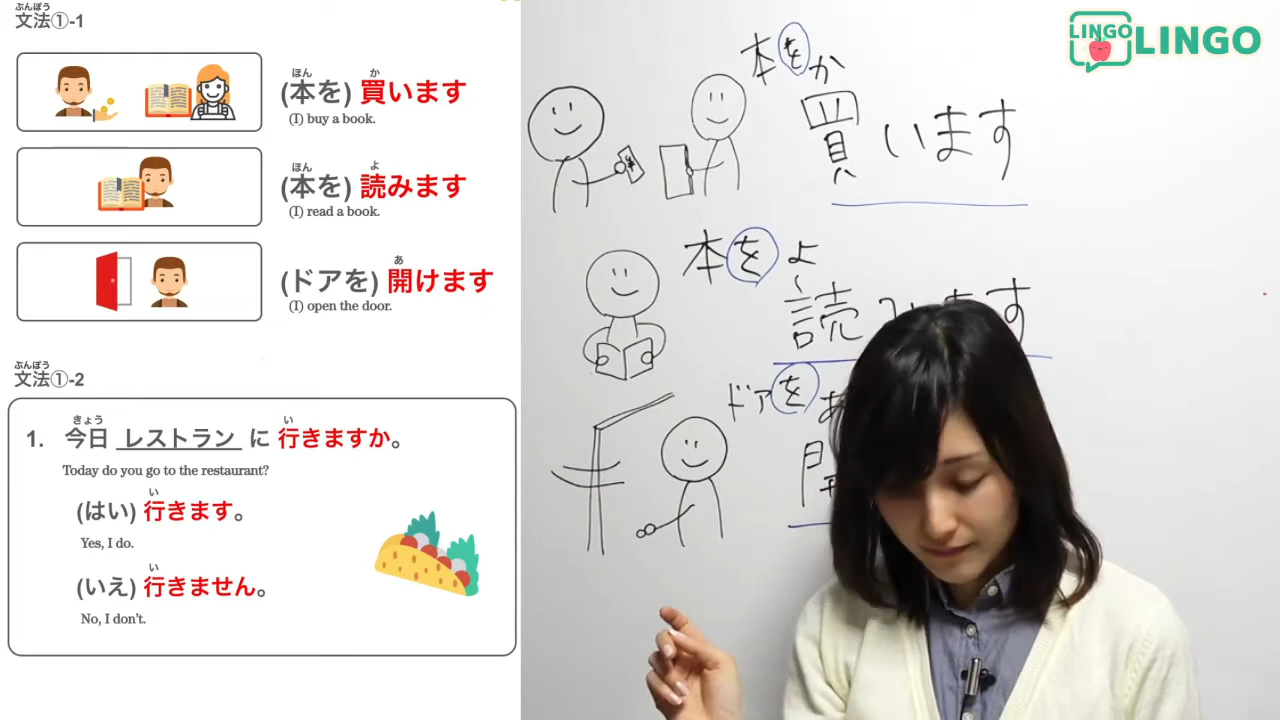 ぶんぽう
文法①-1
ほん か
(本を) 買います
(I) buy a book.
ほん よ
(本を) 読みます
(I) read a book.
あ
(ドアを) 開けます
(I) open the door.
ぶんぽう
文法①-2
きょう い
1. 今日 レストラン に 行きますか。
Today do you go to the restaurant?
い
(はい) 行きます。
Yes, I do.
い
(いえ) 行きません。
No, I don't.
本を か
買います
¥
本を よ
読みます
ドアを あ
開
LINGO
LINGO